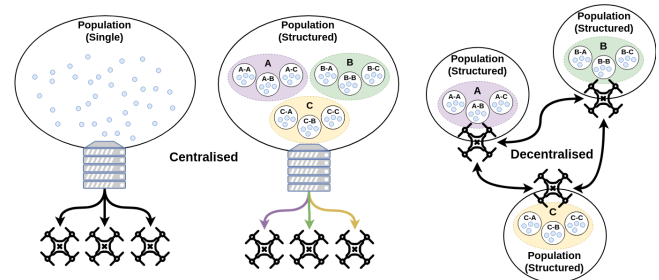 Population
(Single)
Population
(Structured)
A
A-A
A-B
A-C
B
B-A
B-B
B-C
C
C-A
C-B
C-C
Centralised
Population
(Structured)
A
A-A
A-B
A-C
Population
(Structured)
B
B-A
B-B
B-C
Decentralised
C
C-A
C-B
C-C
Population
(Structured)